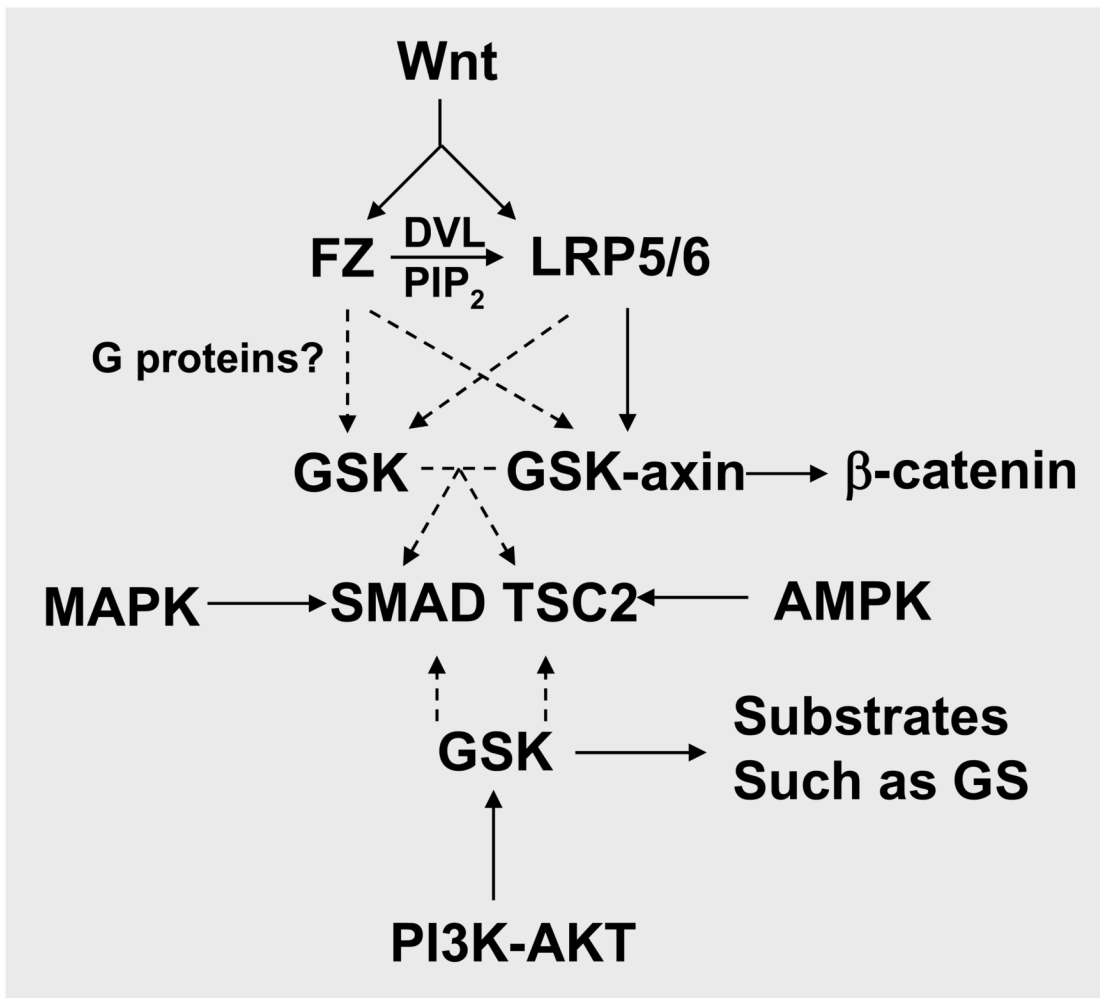 Wnt
FZ
DVL
PIP2
LRP5/6
G proteins?
GSK
GSK-axin
β-catenin
MAPK
SMAD
TSC2
AMPK
GSK
Substrates
Such as GS
PI3K-AKT